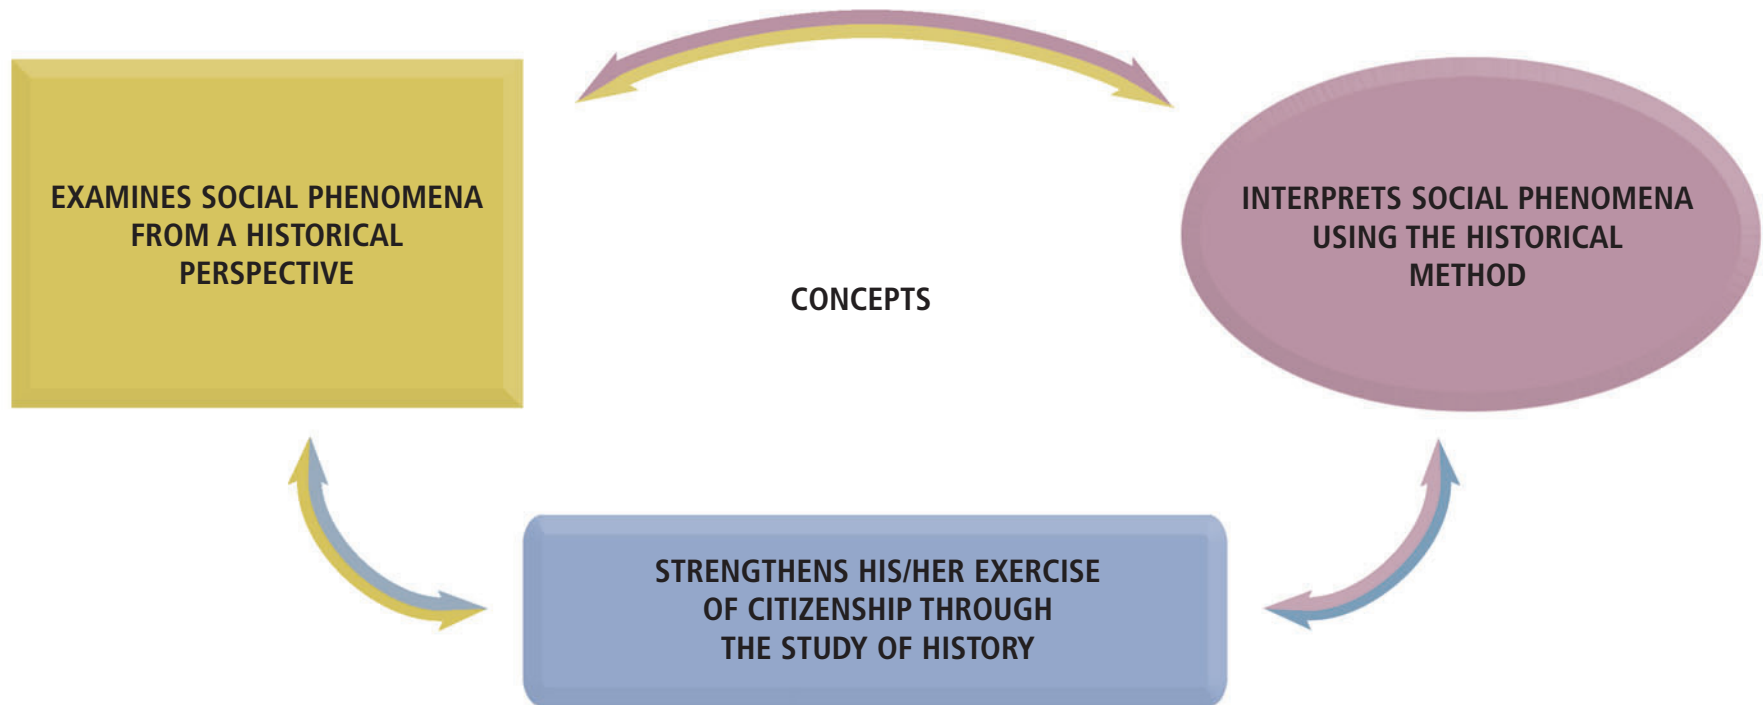 EXAMINES SOCIAL PHENOMENA
FROM A HISTORICAL
PERSPECTIVE
INTERPRETS SOCIAL PHENOMENA
USING THE HISTORICAL
METHOD
CONCEPTS
STRENGTHENS HIS/HER EXERCISE
OF CITIZENSHIP THROUGH
THE STUDY OF HISTORY